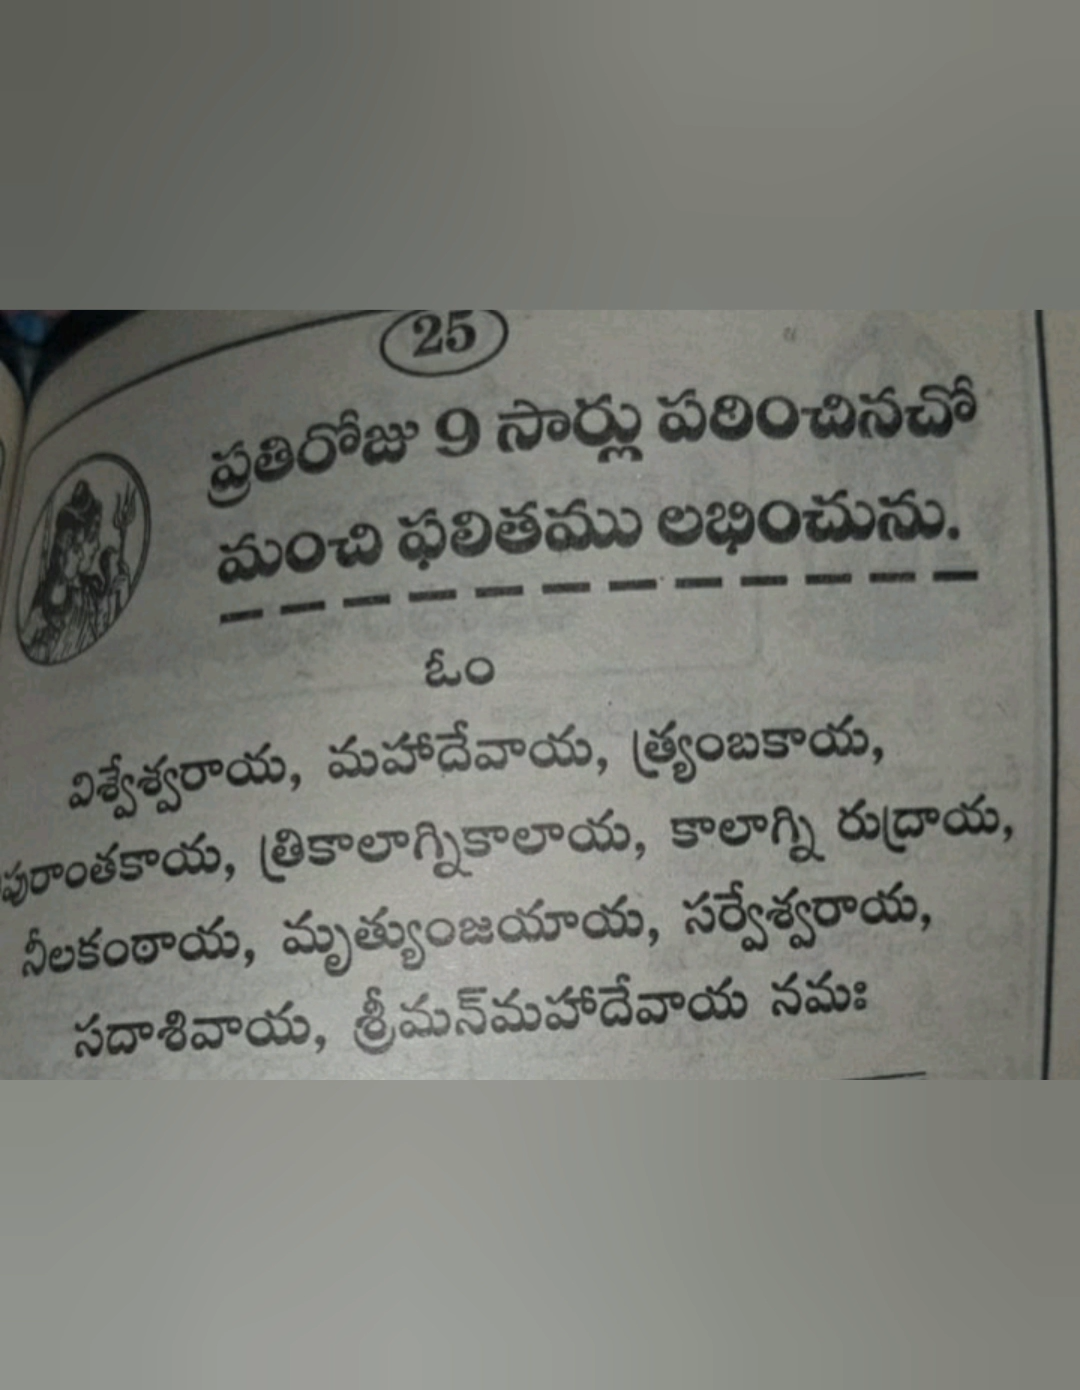 25
ప్రతిరోజు 9 సార్లు పఠించినచో
మంచి ఫలితము లభించును.
ఓం
విశ్వేశ్వరాయ, మహాదేవాయ, త్ర్యంబకాయ,
పురాంతకాయ, త్రికాలాగ్నికాలాయ, కాలాగ్ని రుద్రాయ,
నీలకంఠాయ, మృత్యుంజయాయ, సర్వేశ్వరాయ,
సదాశివాయ, శ్రీమన్‌మహాదేవాయ నమః